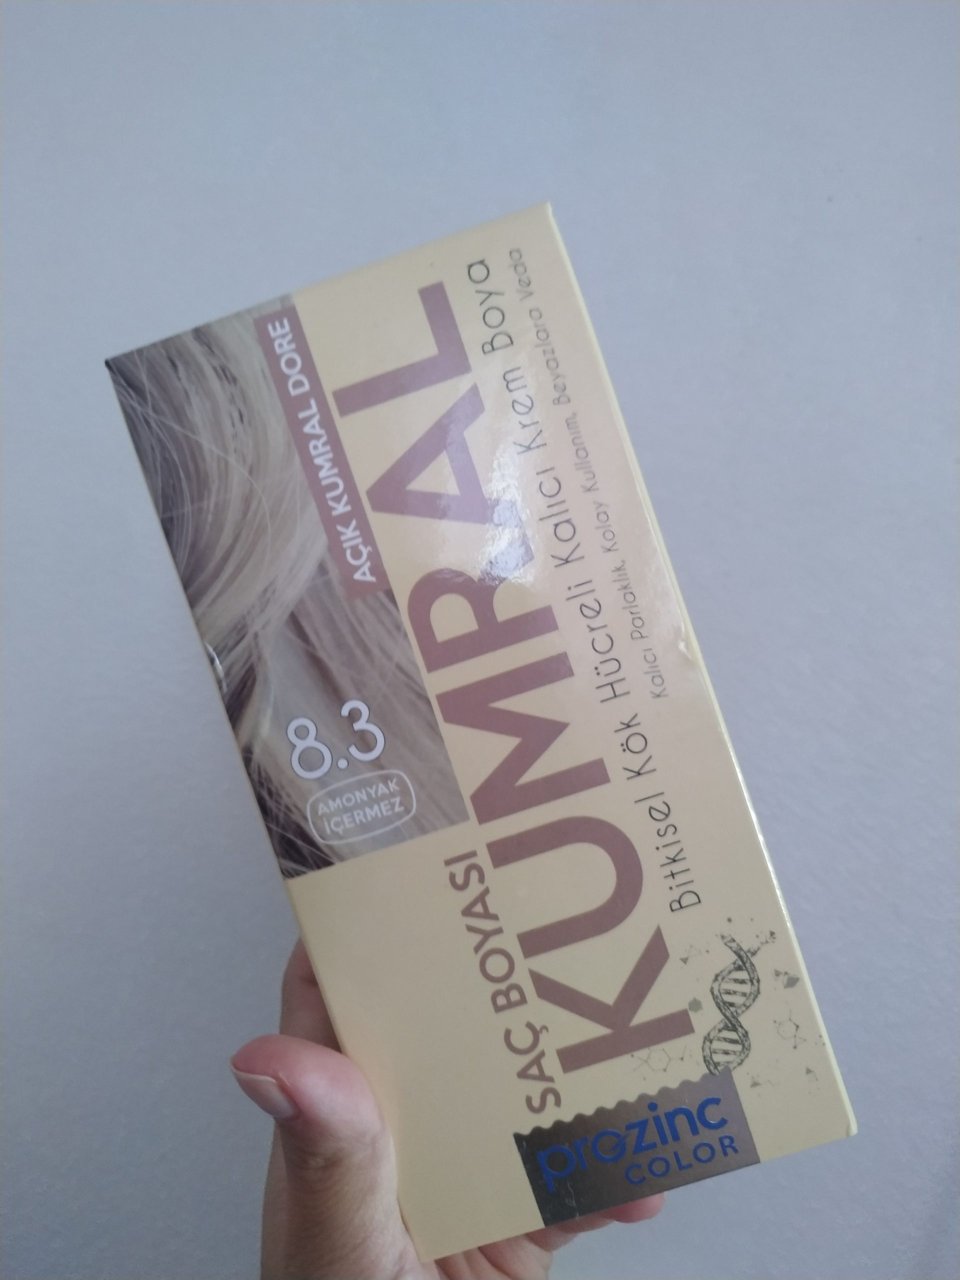 AÇIK KUMRAL DORE
8.3
AMONYAK
İÇERMEZ
SAÇ BOYASI
KUMRAL
Bitkisel Kök Hücreli Kalıcı Krem Boya
Kalıcı Parlaklık, Kolay Kullanım, Beyazlara Veda
prozinc
COLOR